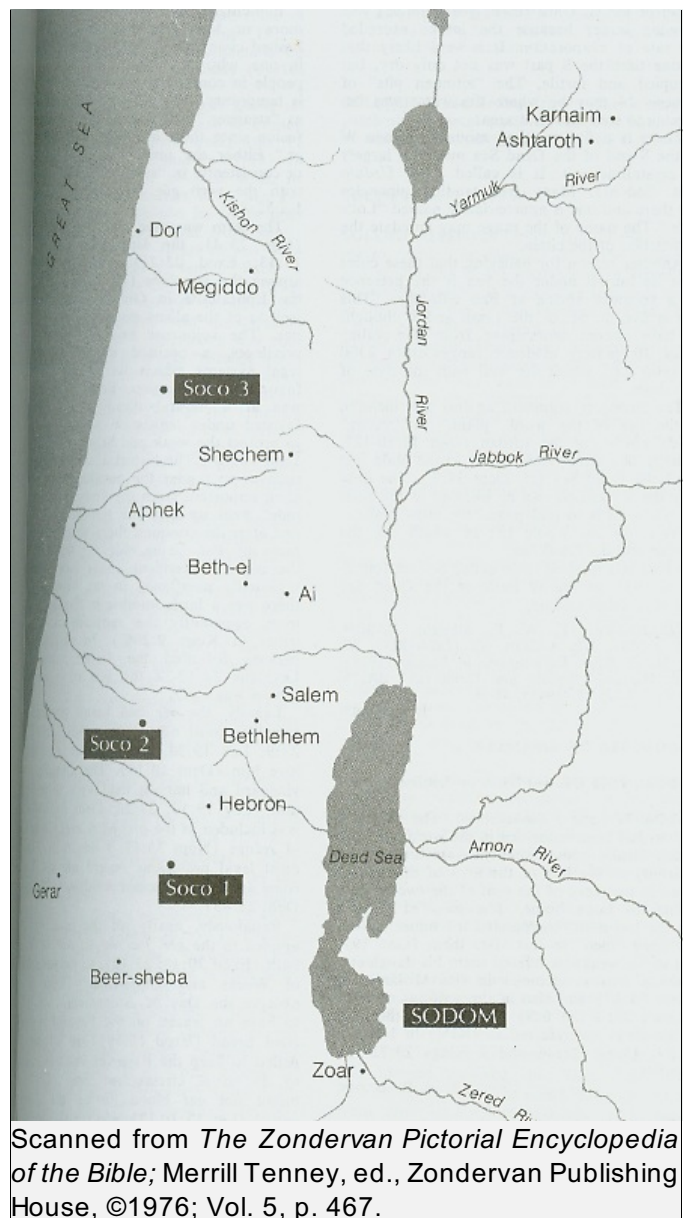 GREAT SEA
Karnaim
Ashtaroth
Yarmuk
River
Kishon River
Dor
Megiddo
Jordan
River
Soco 3
Shechem
Jabbok River
Aphek
Beth-el
Ai
Salem
Soco 2
Bethlehem
Hebron
Dead Sea
Arnon River
Soco 1
Gerar
Beer-sheba
SODOM
Zoar
Zered
Scanned from The Zondervan Pictorial Encyclopedia
of the Bible; Merrill Tenney, ed., Zondervan Publishing
House, ©1976; Vol. 5, p. 467.